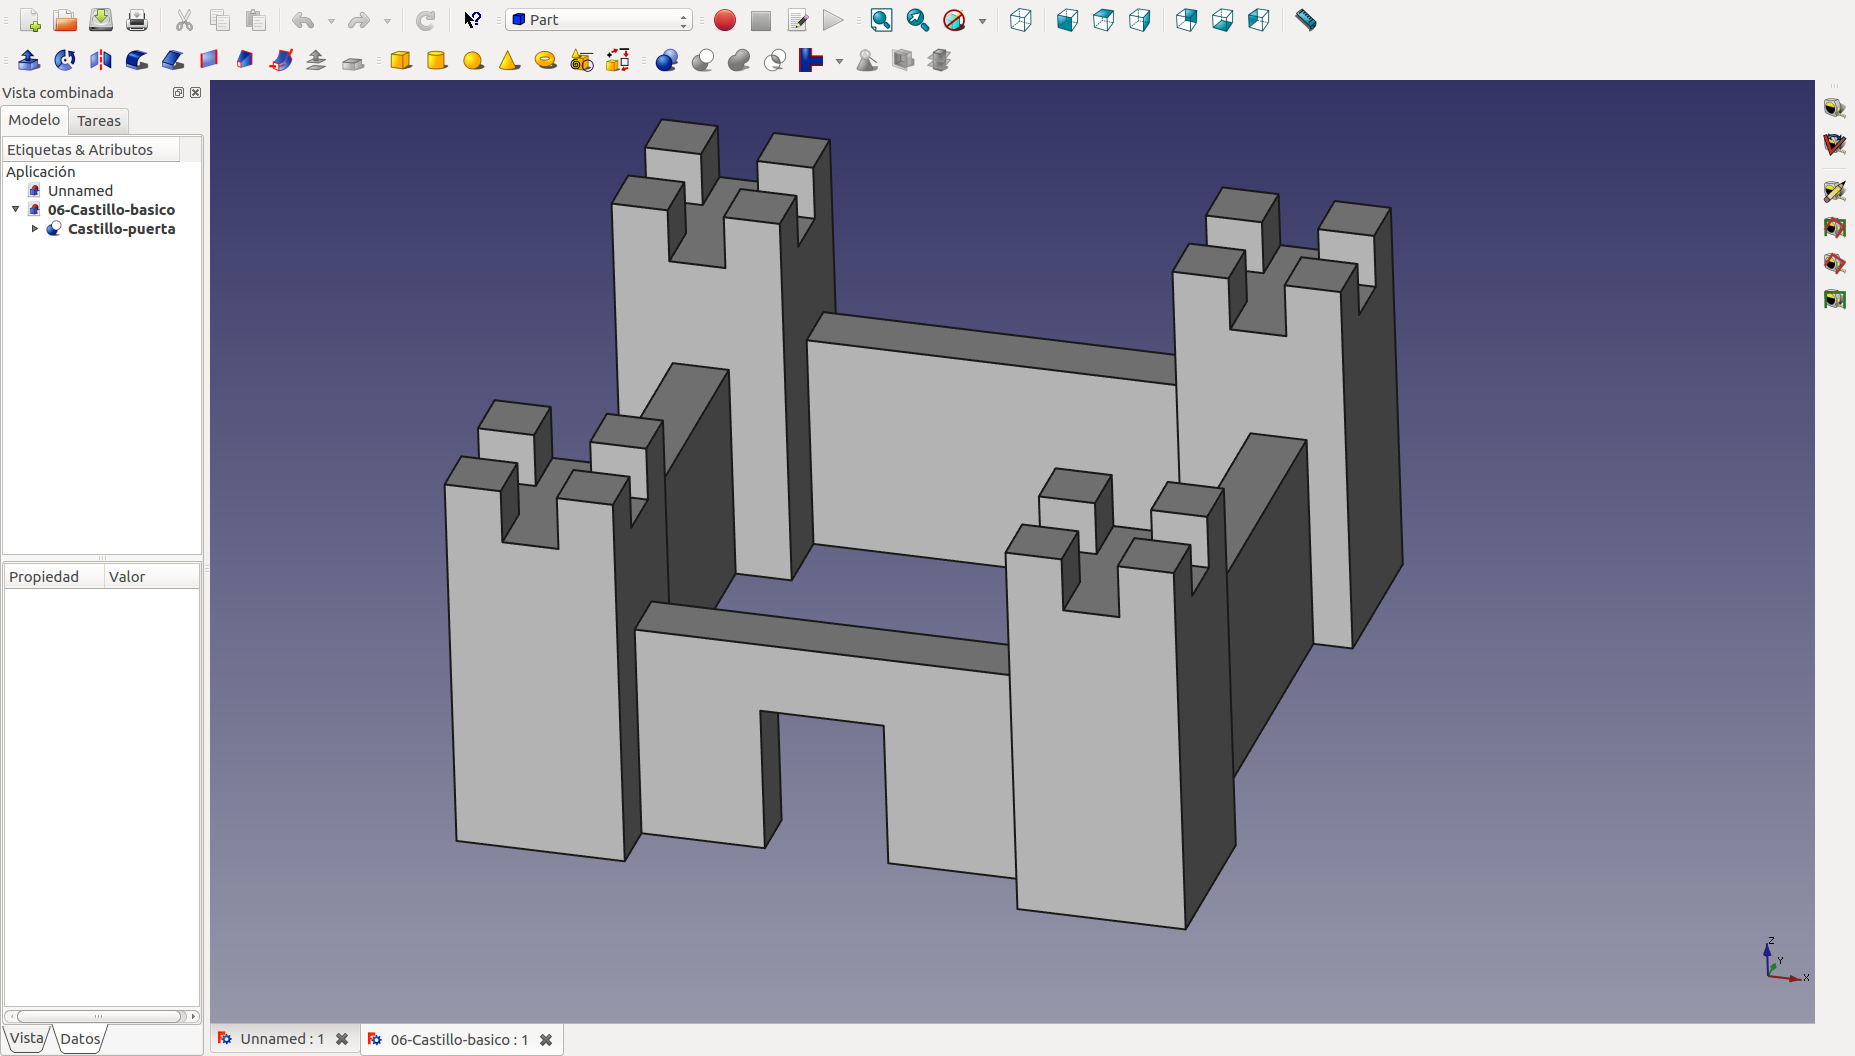 Part
Vista combinada
Modelo
Tareas
Etiquetas & Atributos
Aplicación
Unnamed
06-Castillo-basico
Castillo-puerta
Propiedad
Valor
Vista
Datos
Unnamed : 1
06-Castillo-basico : 1
Z
Y
X